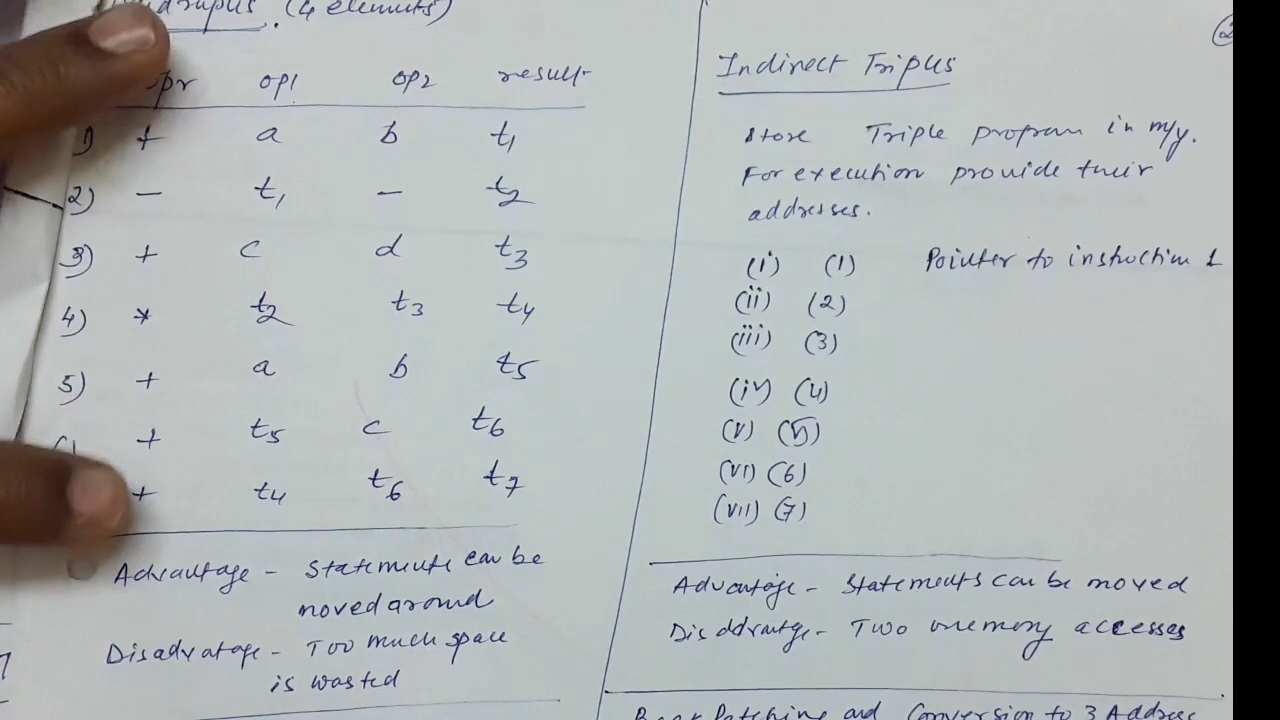 (4 elements)
opr op1 op2 result
1) + a b t1
2) - t1 - t2
3) + c d t3
4) * t2 t3 t4
5) + a b t5
+ t5 c t6
+ t4 t6 t7
Advantage - Statements can be
moved around
Disadvatage - Too much space
is wasted
2
Indirect Triples
Store Triple program in m/y.
For execution provide their
addresses.
(i) (1) Pointer to instruction 1
(ii) (2)
(iii) (3)
(iv) (4)
(v) (5)
(vi) (6)
(vii) (7)
Advantage - Statements can be moved
Disddvantge - Two memory accesses
Back Patching and Conversion to 3 Address